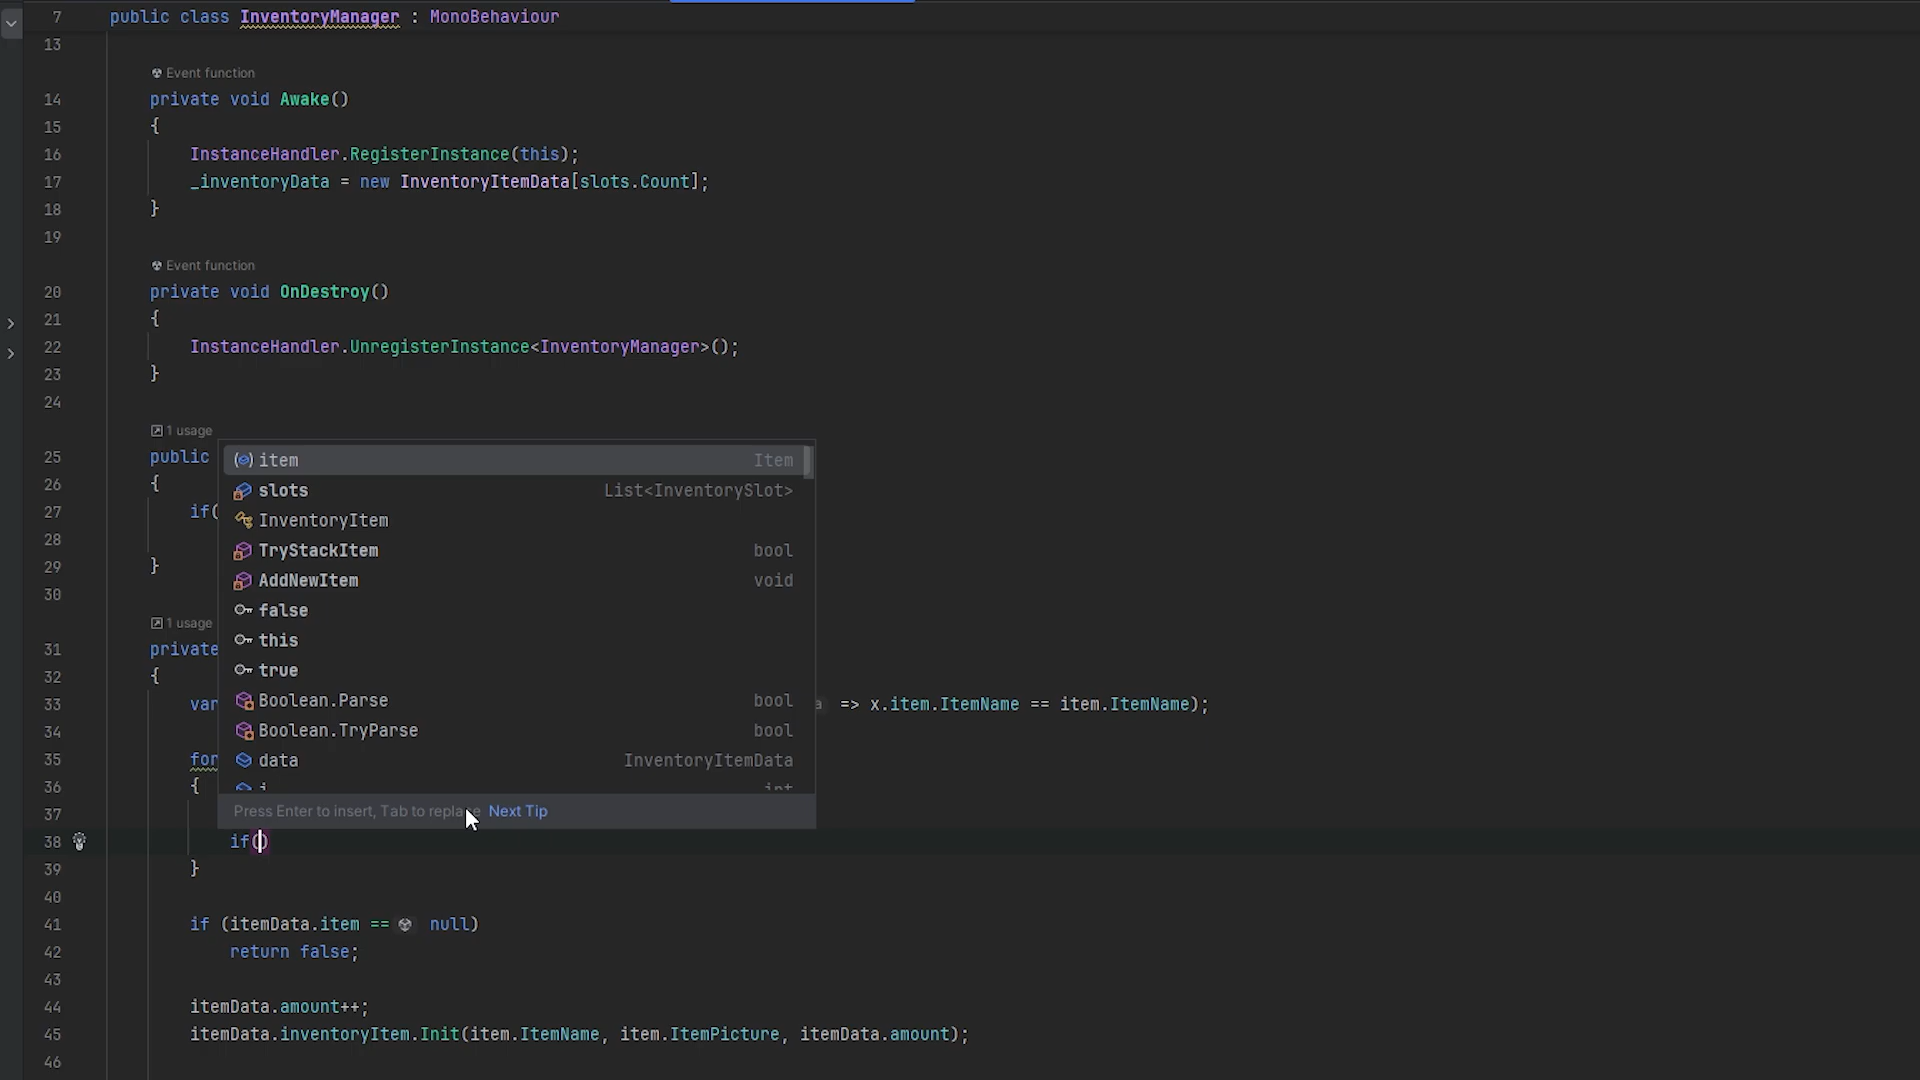 7 public class InventoryManager : MonoBehaviour
13
Event function
14 private void Awake()
15 {
16 InstanceHandler.RegisterInstance(this);
17 _inventoryData = new InventoryItemData[slots.Count];
18 }
19
Event function
20 private void OnDestroy()
21 {
22 InstanceHandler.UnregisterInstance<InventoryManager>();
23 }
24
1 usage
25 public
26 {
27 if(
28
29 }
30
1 usage
31 private
32 {
33 var => x.item.ItemName == item.ItemName);
34
35 for
36 {
37
38 if()
39 }
40
41 if (itemData.item == null)
42 return false;
43
44 itemData.amount++;
45 itemData.inventoryItem.Init(item.ItemName, item.ItemPicture, itemData.amount);
46
item Item
slots List<InventorySlot>
InventoryItem
TryStackItem bool
AddNewItem void
false
this
true
Boolean.Parse bool
Boolean.TryParse bool
data InventoryItemData
i int
Press Enter to insert, Tab to replace Next Tip